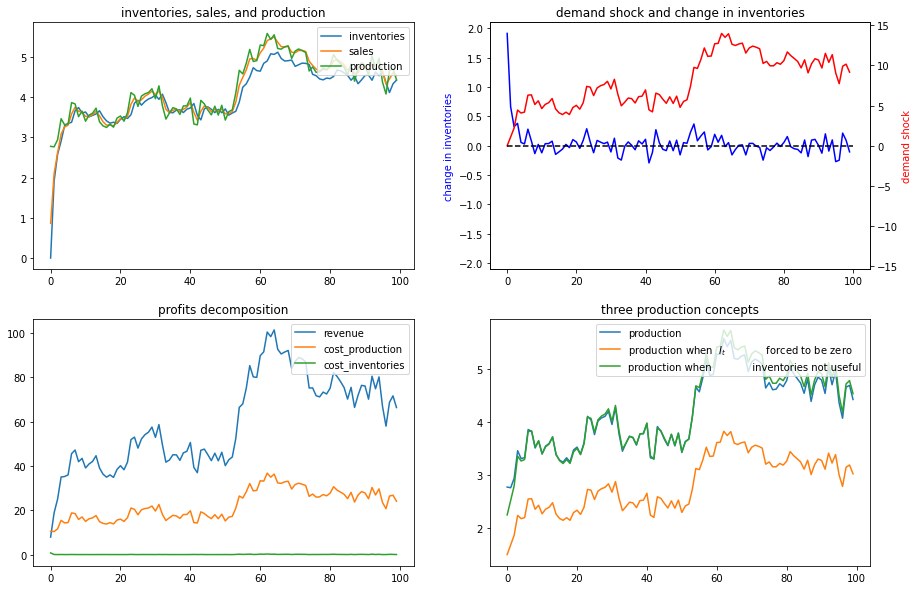 inventories, sales, and production
inventories
sales
production
5
4
3
2
1
0
0 20 40 60 80 100
demand shock and change in inventories
change in inventories
2.0
1.5
1.0
0.5
0.0
−0.5
−1.0
−1.5
−2.0
15
10
5
0
−5
−10
−15
demand shock
0 20 40 60 80 100
profits decomposition
revenue
cost_production
cost_inventories
100
80
60
40
20
0
0 20 40 60 80 100
three production concepts
production
production when I_t forced to be zero
production when inventories not useful
5
4
3
2
0 20 40 60 80 100